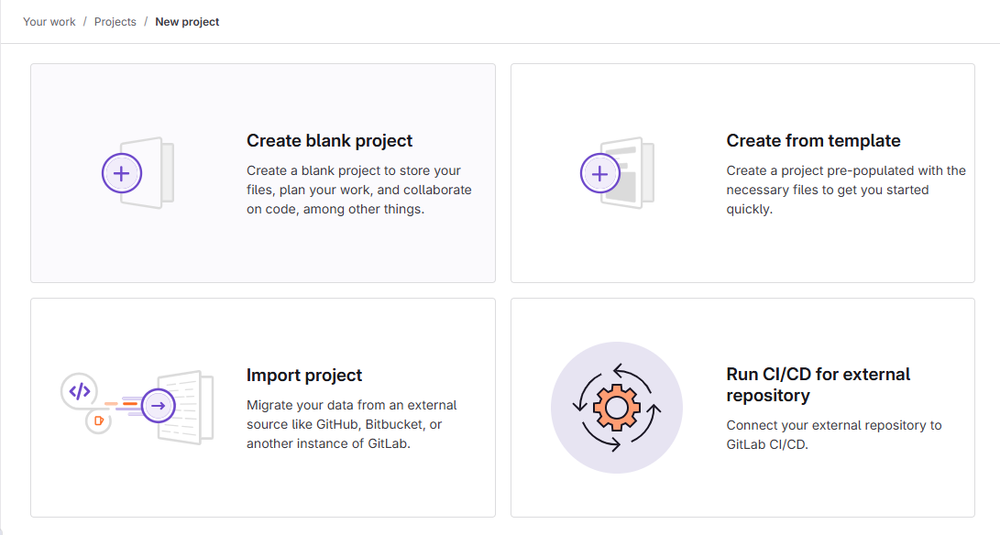 Your work / Projects / New project
Create blank project
Create a blank project to store your
files, plan your work, and collaborate
on code, among other things.
Create from template
Create a project pre-populated with the
necessary files to get you started
quickly.
Import project
Migrate your data from an external
source like GitHub, Bitbucket, or
another instance of GitLab.
Run CI/CD for external
repository
Connect your external repository to
GitLab CI/CD.